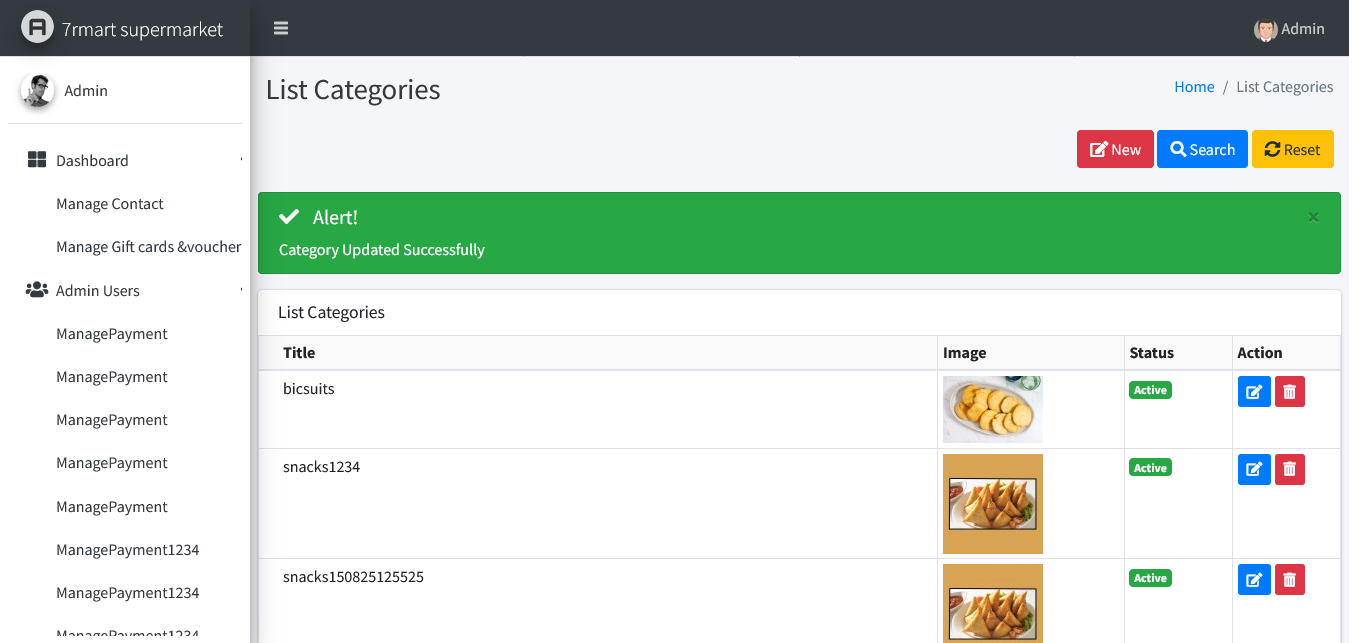 7rmart supermarket
Admin
Admin
List Categories
Home / List Categories
New
Search
Reset
Dashboard
Manage Contact
Manage Gift cards &voucher
Admin Users
ManagePayment
ManagePayment
ManagePayment
ManagePayment
ManagePayment
ManagePayment1234
ManagePayment1234
ManagePayment1234
Alert!
×
Category Updated Successfully
List Categories
Title Image Status Action
bicsuits Active
snacks1234 Active
snacks150825125525 Active